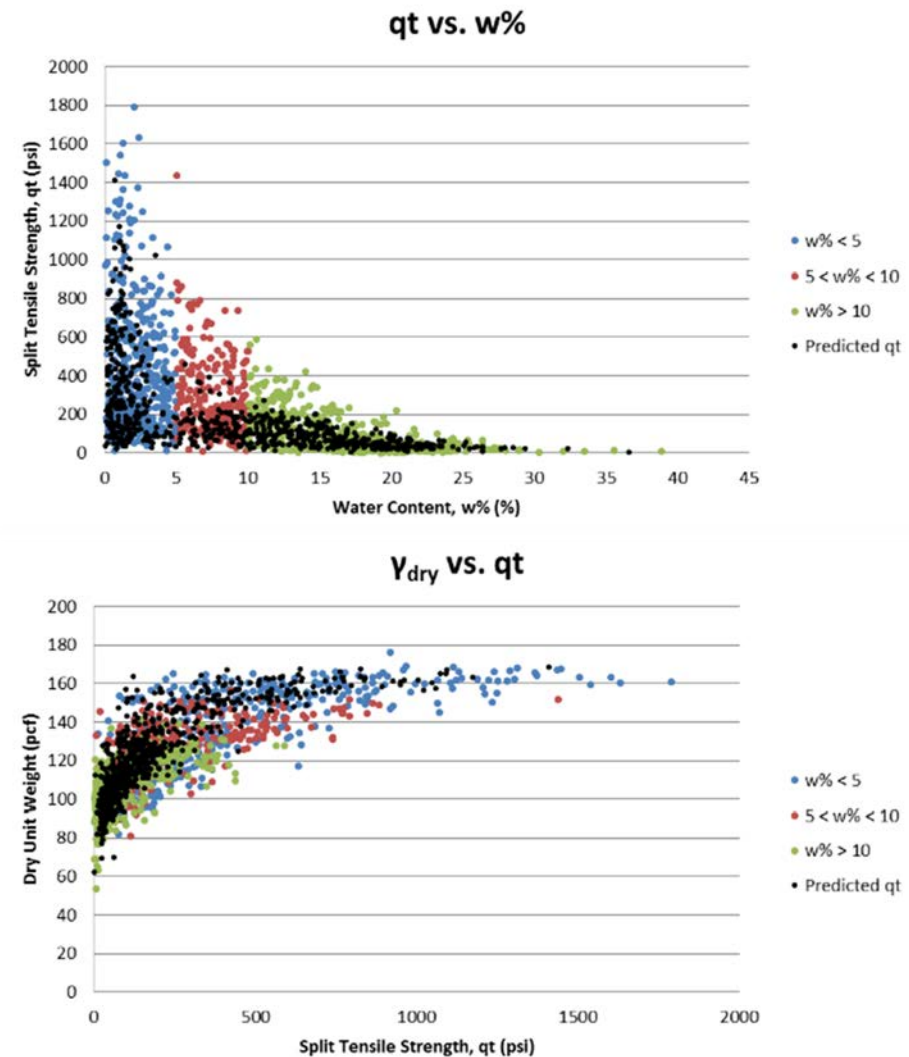 qt vs. w%
2000
1800
1600
1400
1200
1000
800
600
400
200
0
Split Tensile Strength, qt (psi)
0 5 10 15 20 25 30 35 40 45
Water Content, w% (%)
w% < 5
5 < w% < 10
w% > 10
Predicted qt
γdry vs. qt
200
180
160
140
120
100
80
60
40
20
0
Dry Unit Weight (pcf)
0 500 1000 1500 2000
Split Tensile Strength, qt (psi)
w% < 5
5 < w% < 10
w% > 10
Predicted qt